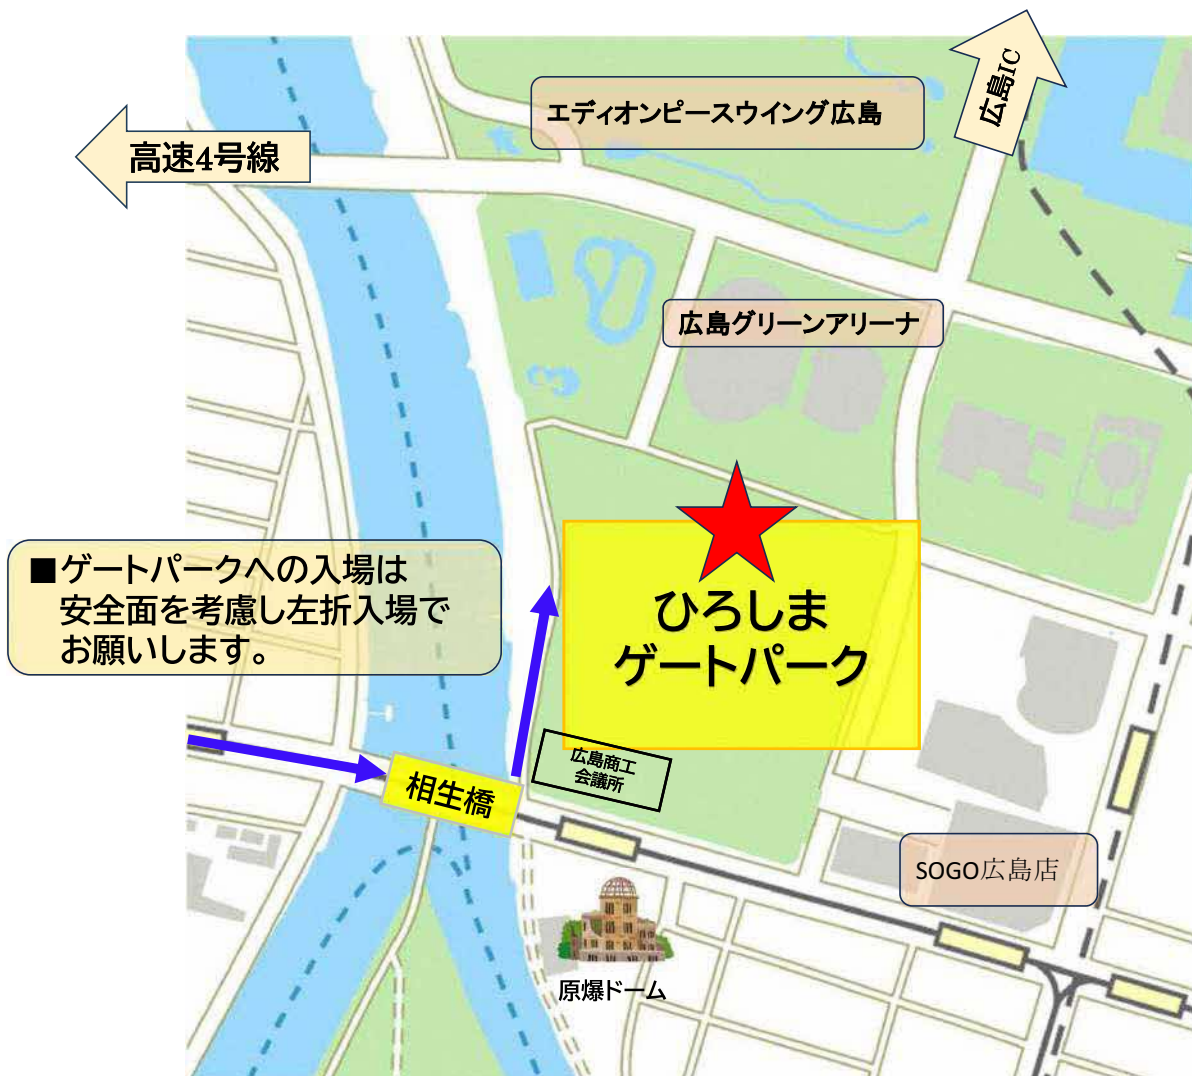 広島IC
エディオンピースウイング広島
高速4号線
広島グリーンアリーナ
■ゲートパークへの入場は
安全面を考慮し左折入場で
お願いします。
ひろしま
ゲートパーク
広島商工
会議所
相生橋
SOGO広島店
原爆ドーム